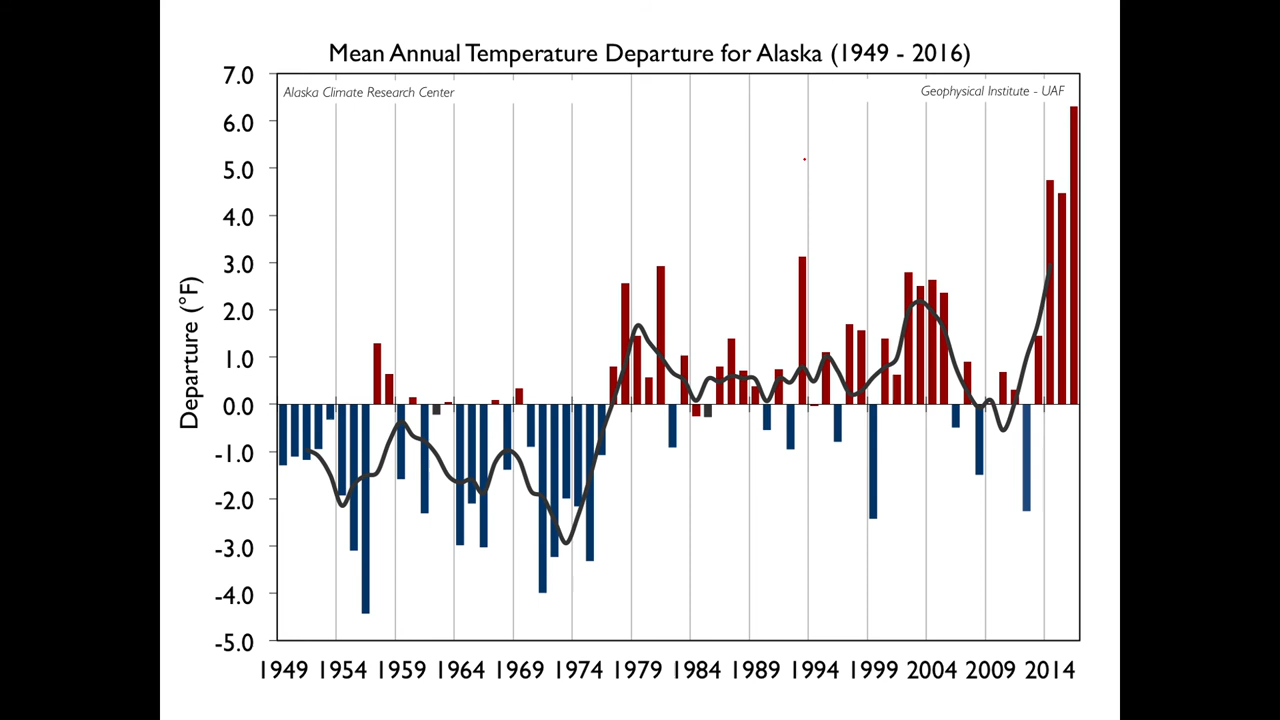 Mean Annual Temperature Departure for Alaska (1949 - 2016)
7.0
Alaska Climate Research Center
Geophysical Institute - UAF
6.0
5.0
4.0
3.0
2.0
1.0
0.0
-1.0
-2.0
-3.0
-4.0
-5.0
Departure (°F)
1949 1954 1959 1964 1969 1974 1979 1984 1989 1994 1999 2004 2009 2014